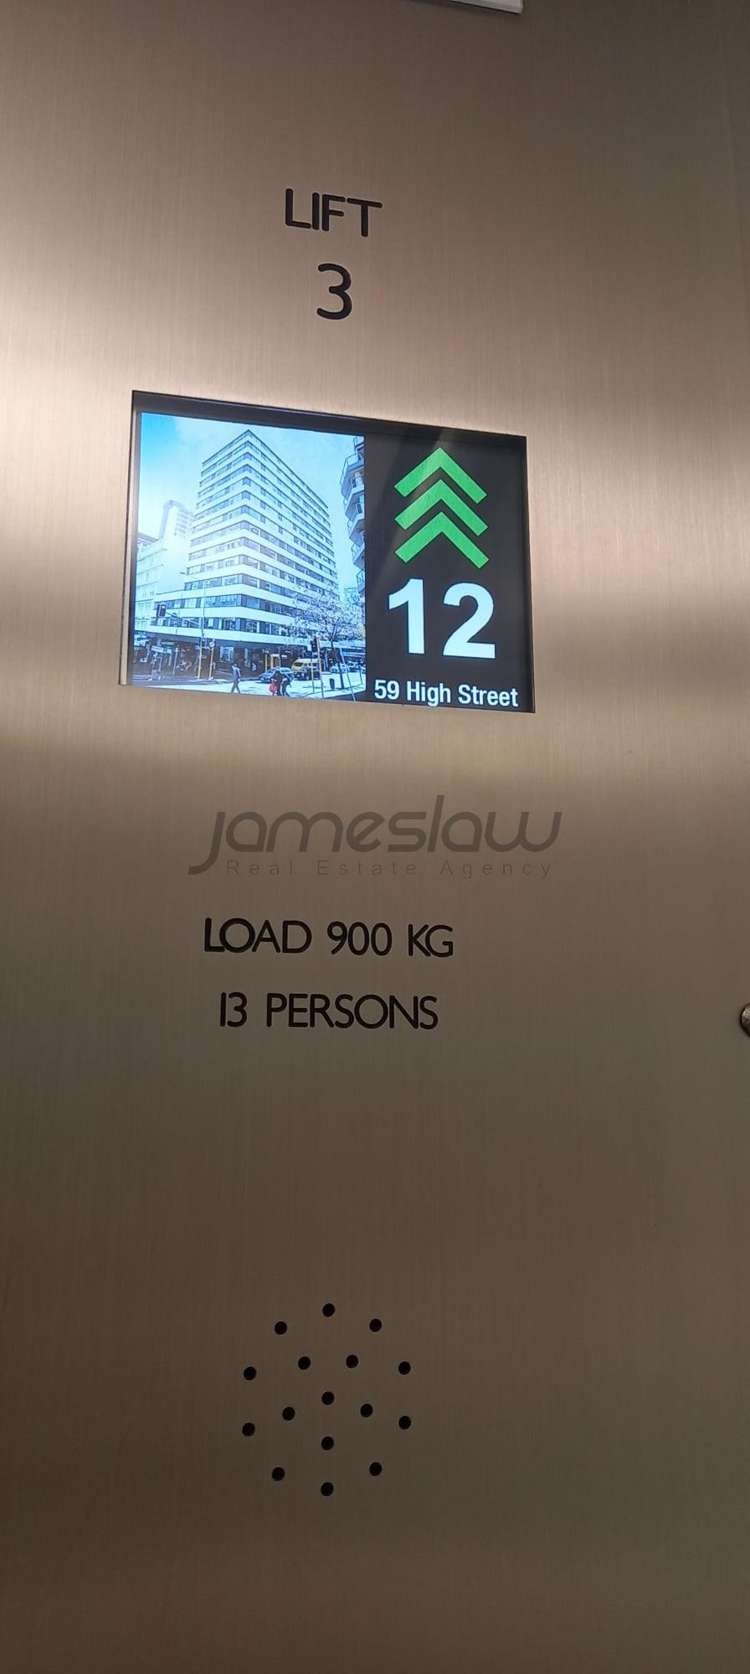 LIFT
3
12
59 High Street
jameslaw
Real Estate Agency
LOAD 900 KG
13 PERSONS